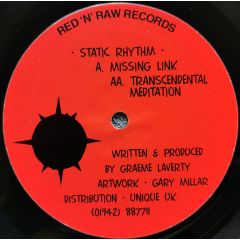 RED 'N' RAW RECORDS
· STATIC RHYTHM ·
A. MISSING LINK
AA. TRANSCENDENTAL
MEDITATION
WRITTEN & PRODUCED
BY GRAEME LAVERTY
ARTWORK · GARY MILLAR
DISTRIBUTION · UNIQUE UK
(01942) 887711